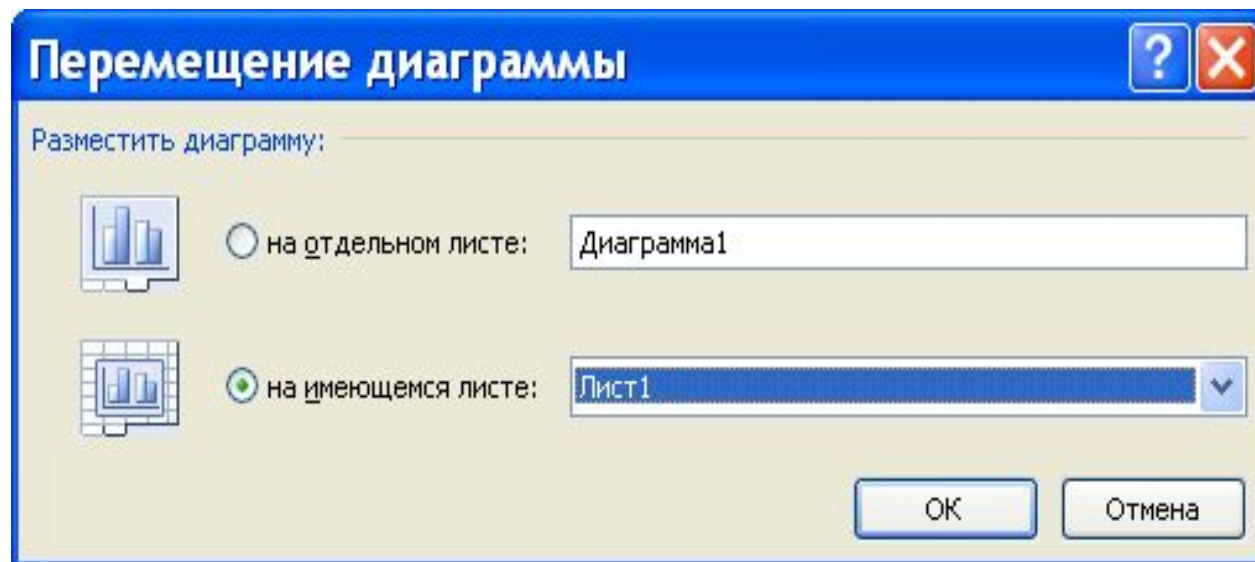 Перемещение диаграммы
Разместить диаграмму:
на отдельном листе: Диаграмма1
на имеющемся листе: Лист1
ОК Отмена